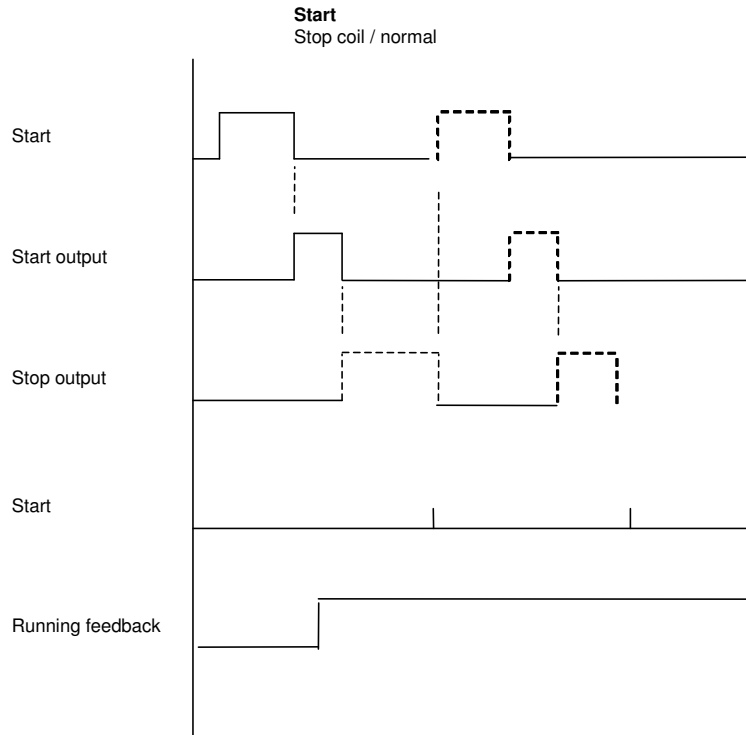 Start
Stop coil / normal
Start
Start output
Stop output
Start
Running feedback